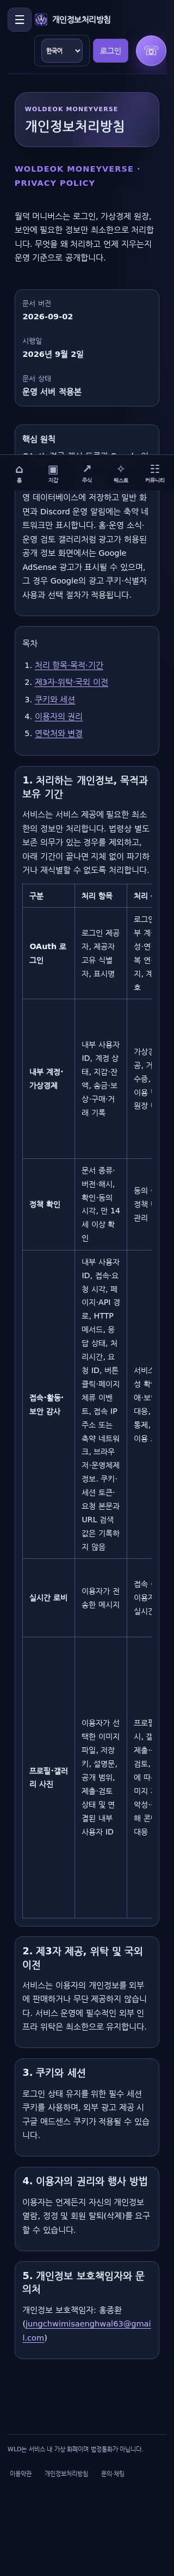 개인정보처리방침
한국어
로그인
WOLDEOK MONEYVERSE
개인정보처리방침
WOLDEOK MONEYVERSE ·
PRIVACY POLICY
월덕 머니버스는 로그인, 가상경제 원장,
보안에 필요한 정보만 최소한으로 처리합
니다. 무엇을 왜 처리하고 언제 지우는지
운영 기준으로 공개합니다.
문서 버전
2026-09-02
시행일
2026년 9월 2일
문서 상태
운영 서버 적용본
핵심 원칙
홈
지갑
주식
퀘스트
커뮤니티
영 데이터베이스에 저장하고 일반 화
면과 Discord 운영 알림에는 축약 네
트워크만 표시합니다. 홈·운영 소식·
운영 검토 갤러리처럼 광고가 허용된
공개 정보 화면에서는 Google
AdSense 광고가 표시될 수 있으며,
그 경우 Google의 광고 쿠키·식별자
사용과 선택 절차가 적용됩니다.
목차
1. 처리 항목·목적·기간
2. 제3자·위탁·국외 이전
3. 쿠키와 세션
4. 이용자의 권리
5. 연락처와 변경
1. 처리하는 개인정보, 목적과
보유 기간
서비스는 서비스 제공에 필요한 최소
한의 정보만 처리합니다. 법령상 별도
보존 의무가 있는 경우를 제외하고,
아래 기간이 끝나면 지체 없이 파기하
거나 재식별할 수 없도록 처리합니다.
구분
처리 항목
OAuth 로
그인
로그인 제공
자, 제공자
고유 식별
자, 표시명
내부 계정·
가상경제
내부 사용자
ID, 계정 상
태, 지갑·잔
액, 송금·보
상·구매·거
래 기록
정책 확인
문서 종류·
버전·해시,
확인·동의
시각, 만 14
세 이상 확
인
접속·활동·
보안 감사
내부 사용자
ID, 접속·요
청 시각, 페
이지·API 경
로, HTTP
메서드, 응
답 상태, 처
리시간, 요
청 ID, 버튼
클릭·페이지
체류 이벤
트, 접속 IP
주소 또는
축약 네트워
크, 브라우
저·운영체제
정보. 쿠키·
세션 토큰·
요청 본문과
URL 검색
값은 기록하
지 않음
실시간 로비
이용자가 전
송한 메시지
프로필·갤러
리 사진
이용자가 선
택한 이미지
파일, 저장
키, 설명문,
공개 범위,
제출·검토
상태 및 연
결된 내부
사용자 ID
2. 제3자 제공, 위탁 및 국외
이전
서비스는 이용자의 개인정보를 외부
에 판매하거나 무단 제공하지 않습니
다. 서비스 운영에 필수적인 외부 인
프라 위탁은 최소한으로 유지합니다.
3. 쿠키와 세션
로그인 상태 유지를 위한 필수 세션
쿠키를 사용하며, 외부 광고 제공 시
구글 애드센스 쿠키가 적용될 수 있습
니다.
4. 이용자의 권리와 행사 방법
이용자는 언제든지 자신의 개인정보
열람, 정정 및 회원 탈퇴(삭제)를 요구
할 수 있습니다.
5. 개인정보 보호책임자와 문
의처
개인정보 보호책임자: 홍종환
(jungchwimisaenghwal63@gmai
l.com)
WLD는 서비스 내 가상 화폐이며 법정통화가 아닙니다.
이용약관
개인정보처리방침
문의·채팅